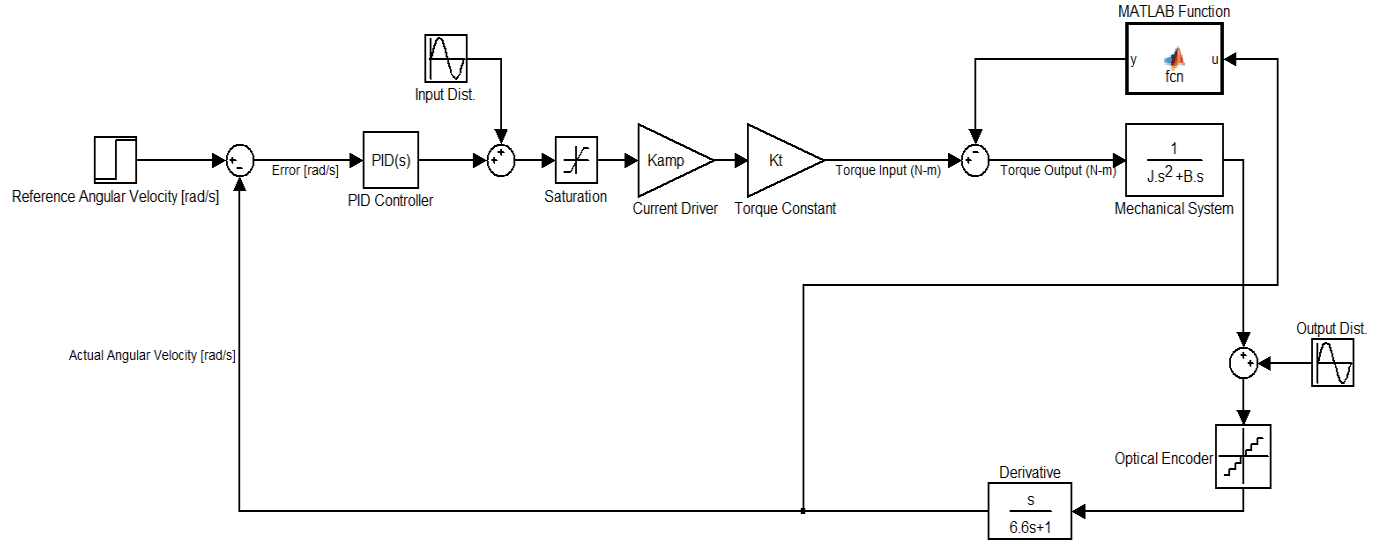 MATLAB Function
y
fcn
u
Input Dist.
+
-
Error [rad/s]
PID(s)
PID Controller
+
+
Saturation
Kamp
Current Driver
Kt
Torque Constant
Torque Input (N-m)
+
-
Torque Output (N-m)
1
J.s²+B.s
Mechanical System
Reference Angular Velocity [rad/s]
Output Dist.
+
+
Actual Angular Velocity [rad/s]
Optical Encoder
Derivative
s
6.6s+1